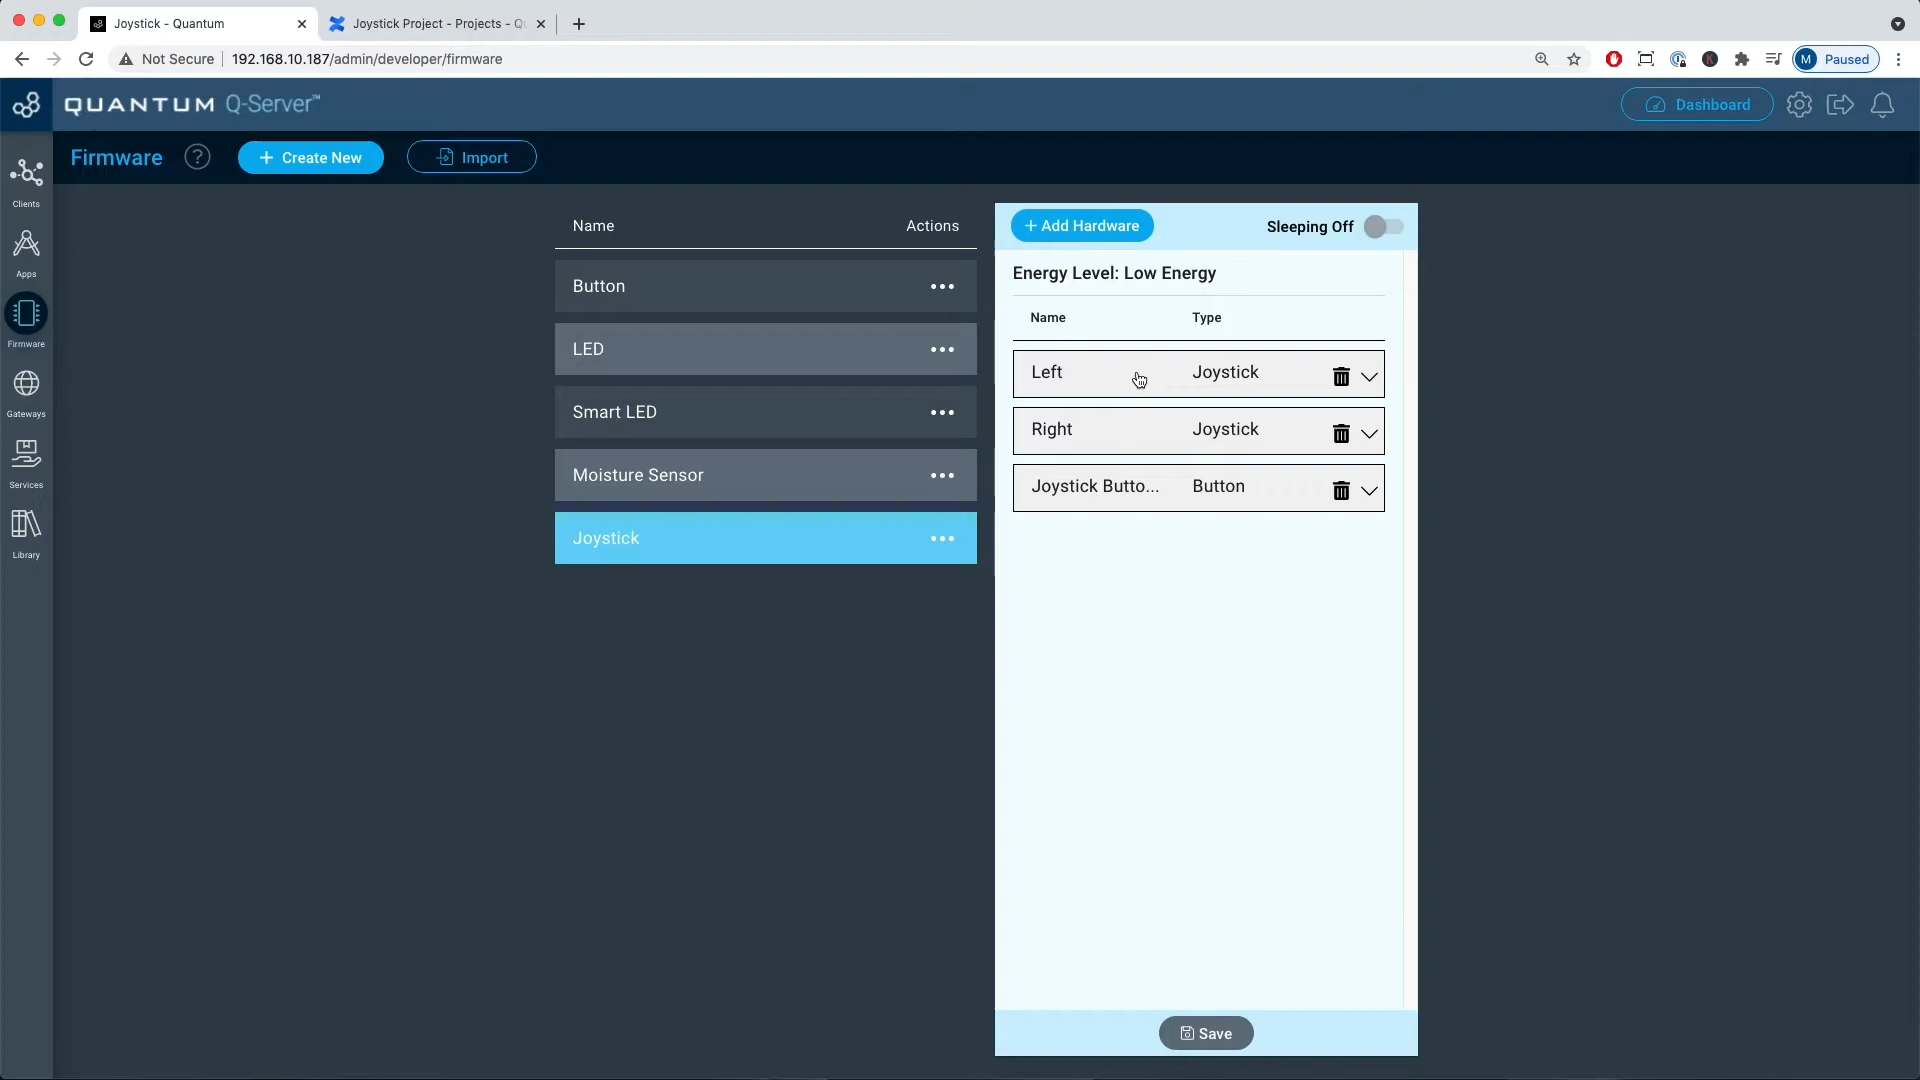 Joystick - Quantum
Joystick Project - Projects - Q
Not Secure 192.168.10.187/admin/developer/firmware
M Paused
QUANTUM Q-Server™
Dashboard
Firmware ? + Create New Import
Clients
Apps
Firmware
Gateways
Services
Library
Name Actions
Button
LED
Smart LED
Moisture Sensor
Joystick
+ Add Hardware Sleeping Off
Energy Level: Low Energy
Name Type
Left Joystick
Right Joystick
Joystick Butto... Button
Save